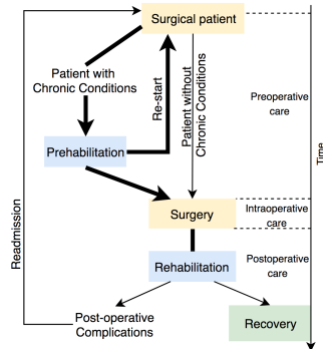 Surgical patient
Patient with
Chronic Conditions
Re-start
Patient without
Chronic Conditions
Preoperative
care
Time
Prehabilitation
Readmission
Surgery
Intraoperative
care
Rehabilitation
Postoperative
care
Post-operative
Complications
Recovery